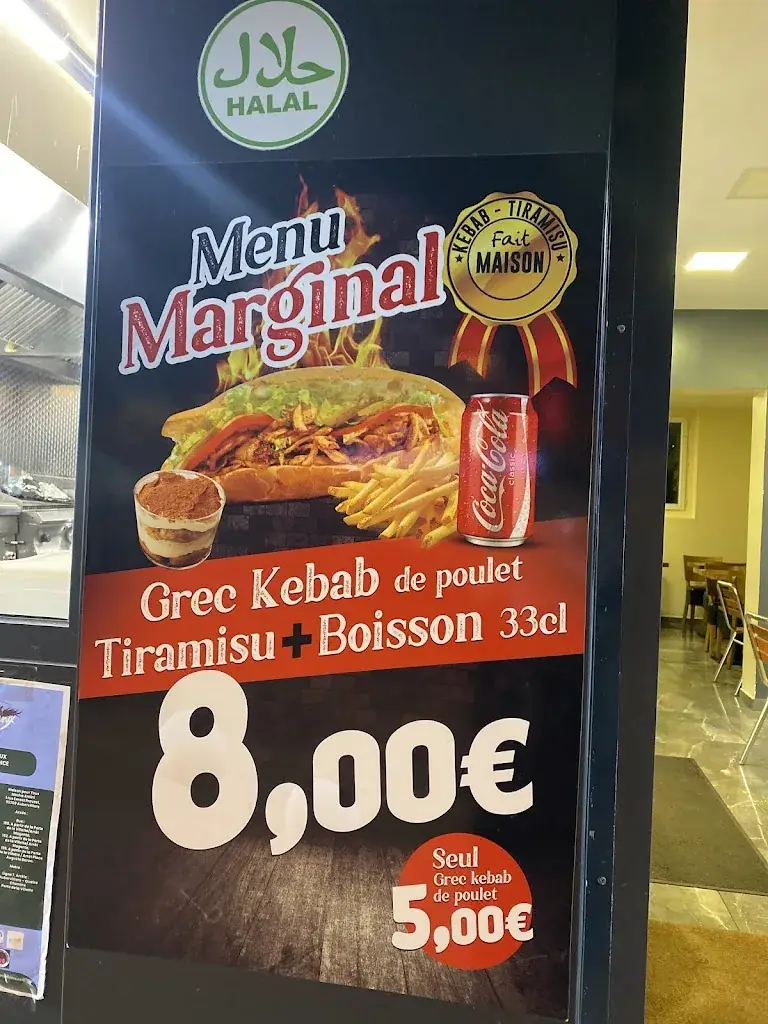 حلال
HALAL
Menu
Marginal
KEBAB - TIRAMISU
Fait
MAISON
Coca-Cola
classic
Grec Kebab de poulet
Tiramisu + Boisson 33cl
8,00€
Seul
Grec kebab
de poulet
5,00€